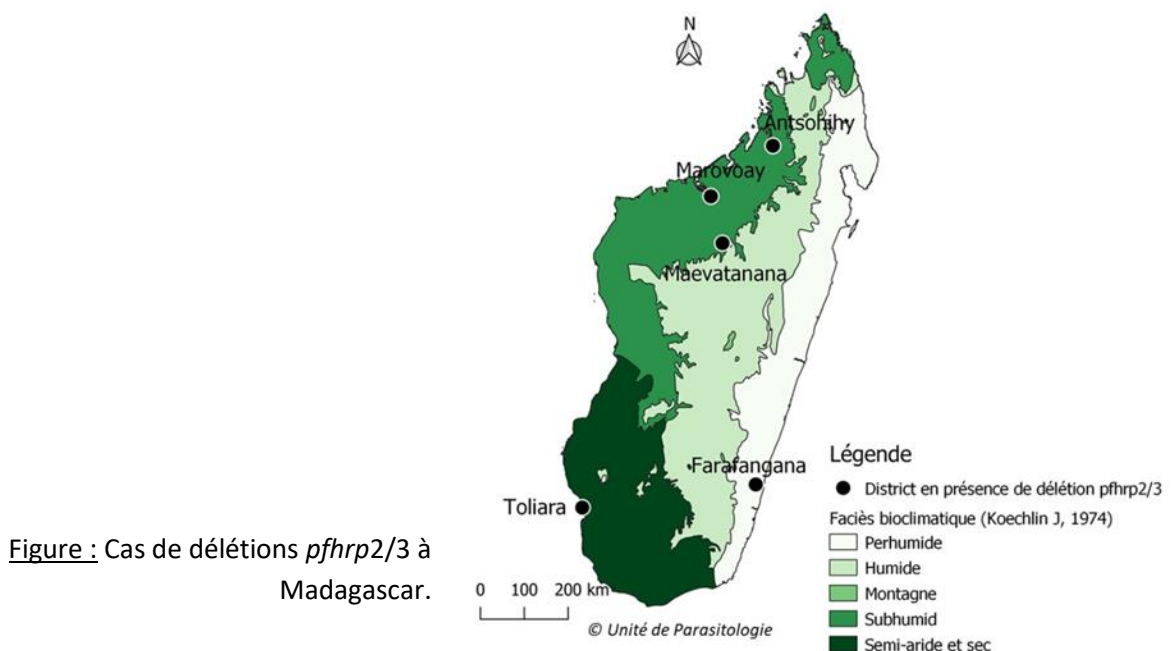 N
Antsohihy
Marovoay
Maevatanana
Farafangana
Toliara
Légende
District en présence de délétion pfhrp2/3
Faciès bioclimatique (Koechlin J, 1974)
Perhumide
Humide
Montagne
Subhumid
Semi-aride et sec
0 100 200 km
© Unité de Parasitologie
Figure : Cas de délétions pfhrp2/3 à
Madagascar.